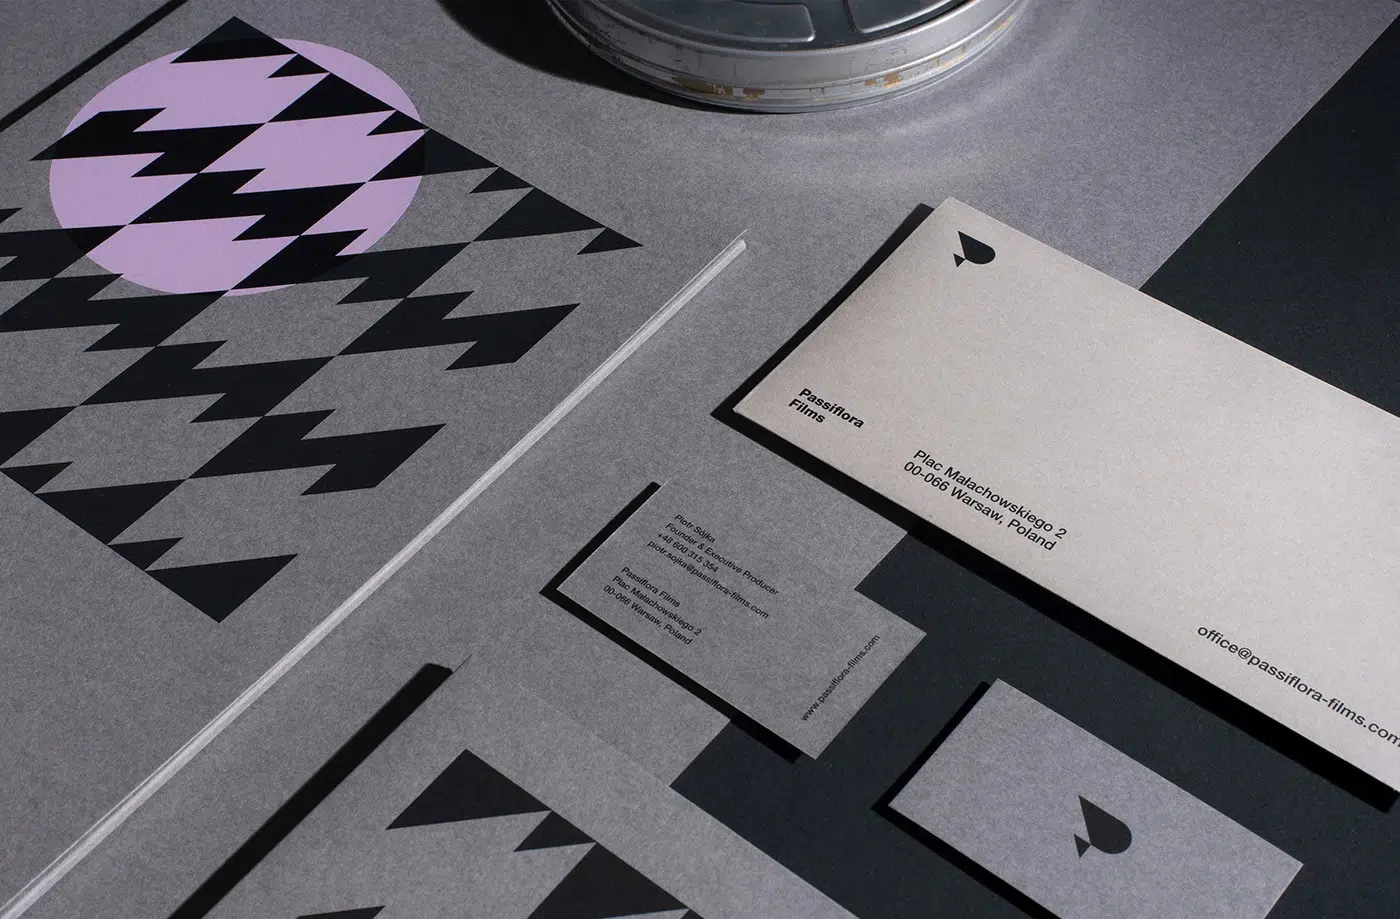 Passiflora
Films
Plac Małachowskiego 2
00-066 Warsaw, Poland
office@passiflora-films.com
Piotr Sójka
Founder & Executive Producer
+48 600 315 354
piotr.sojka@passiflora-films.com
Passiflora Films
Plac Małachowskiego 2
00-066 Warsaw, Poland
www.passiflora-films.com